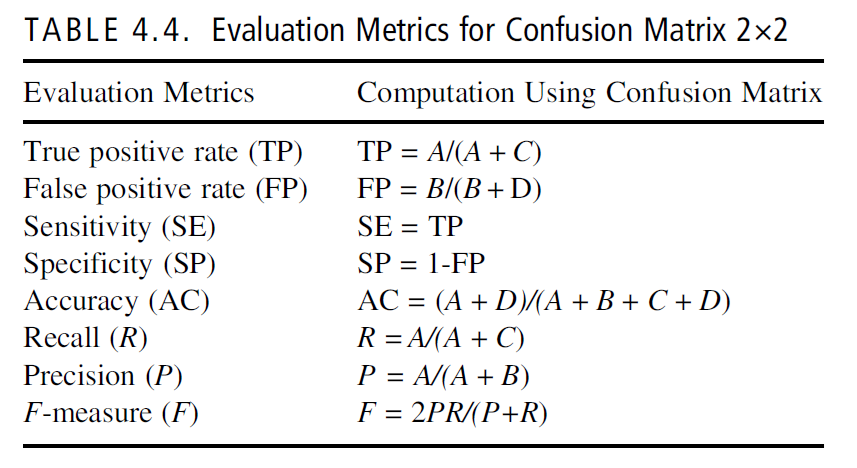 TABLE 4.4. Evaluation Metrics for Confusion Matrix 2×2
Evaluation Metrics Computation Using Confusion Matrix
True positive rate (TP) TP = A/(A + C)
False positive rate (FP) FP = B/(B + D)
Sensitivity (SE) SE = TP
Specificity (SP) SP = 1-FP
Accuracy (AC) AC = (A + D)/(A + B + C + D)
Recall (R) R = A/(A + C)
Precision (P) P = A/(A + B)
F-measure (F) F = 2PR/(P+R)